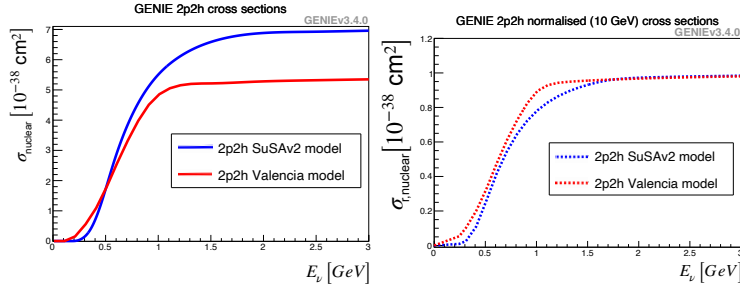 GENIE 2p2h cross sections
GENIEv3.4.0
σnuclear [10⁻³⁸ cm²]
7
6
5
4
3
2
1
0
2p2h SuSAv2 model
2p2h Valencia model
0 0.5 1 1.5 2 2.5 3
Eν [GeV]
GENIE 2p2h normalised (10 GeV) cross sections
GENIEv3.4.0
σr,nuclear [10⁻³⁸ cm²]
1.4
1.2
1
0.8
0.6
0.4
0.2
0
2p2h SuSAv2 model
2p2h Valencia model
0 0.5 1 1.5 2 2.5 3
Eν [GeV]